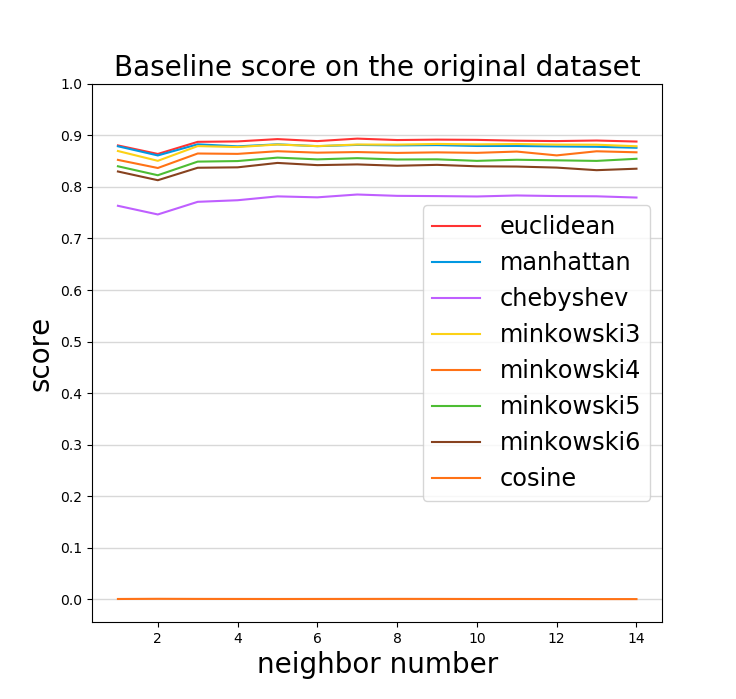 Baseline score on the original dataset
1.0
0.9
0.8
0.7
0.6
0.5
0.4
0.3
0.2
0.1
0.0
score
euclidean
manhattan
chebyshev
minkowski3
minkowski4
minkowski5
minkowski6
cosine
2 4 6 8 10 12 14
neighbor number